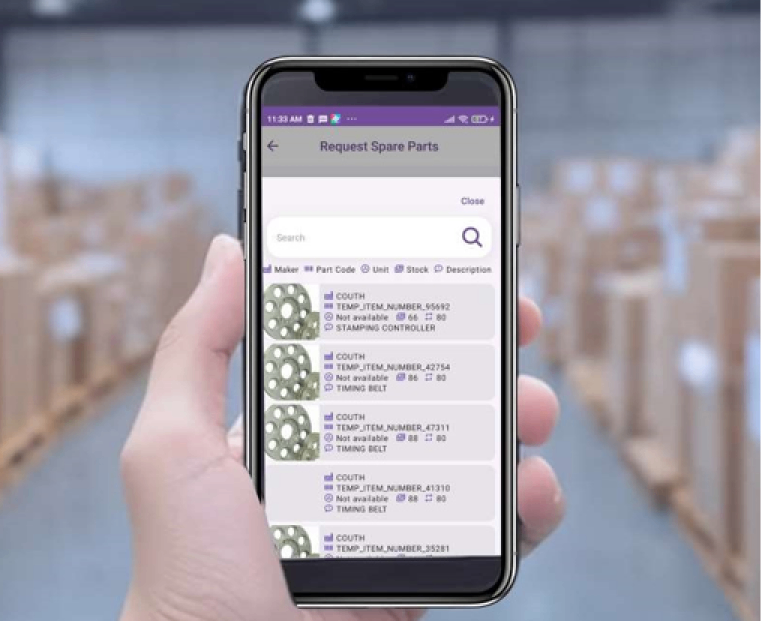 11:33 AM
Request Spare Parts
Close
Search
Maker Part Code Unit Stock Description
COUTH
TEMP_ITEM_NUMBER_95692
Not available 66 80
STAMPING CONTROLLER
COUTH
TEMP_ITEM_NUMBER_42754
Not available 86 80
TIMING BELT
COUTH
TEMP_ITEM_NUMBER_47311
Not available 88 80
TIMING BELT
COUTH
TEMP_ITEM_NUMBER_41310
Not available 88 80
TIMING BELT
COUTH
TEMP_ITEM_NUMBER_35281